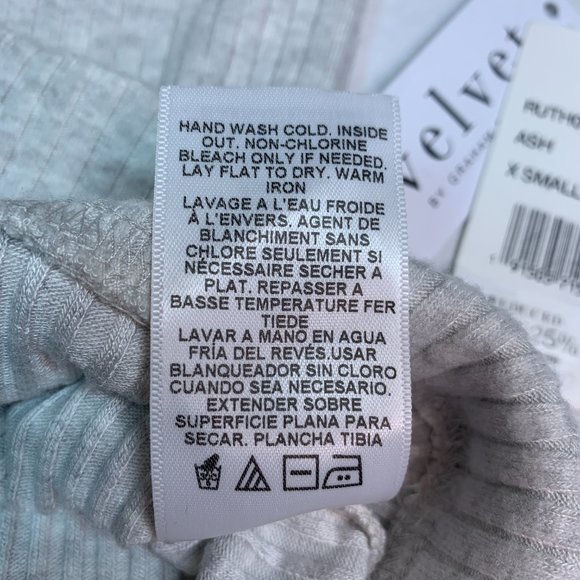 HAND WASH COLD. INSIDE
OUT. NON-CHLORINE
BLEACH ONLY IF NEEDED.
LAY FLAT TO DRY. WARM
IRON
LAVAGE A L'EAU FROIDE
À L'ENVERS. AGENT DE
BLANCHIMENT SANS
CHLORE SEULEMENT SI
NÉCESSAIRE SECHER A
PLAT. REPASSER A
BASSE TEMPERATURE FER
TIEDE
LAVAR A MANO EN AGUA
FRÍA DEL REVÉS.USAR
BLANQUEADOR SIN CLORO
CUANDO SEA NECESARIO.
EXTENDER SOBRE
SUPERFICIE PLANA PARA
SECAR. PLANCHA TIBIA
velvet
BY
ASH
X SMALL
25%